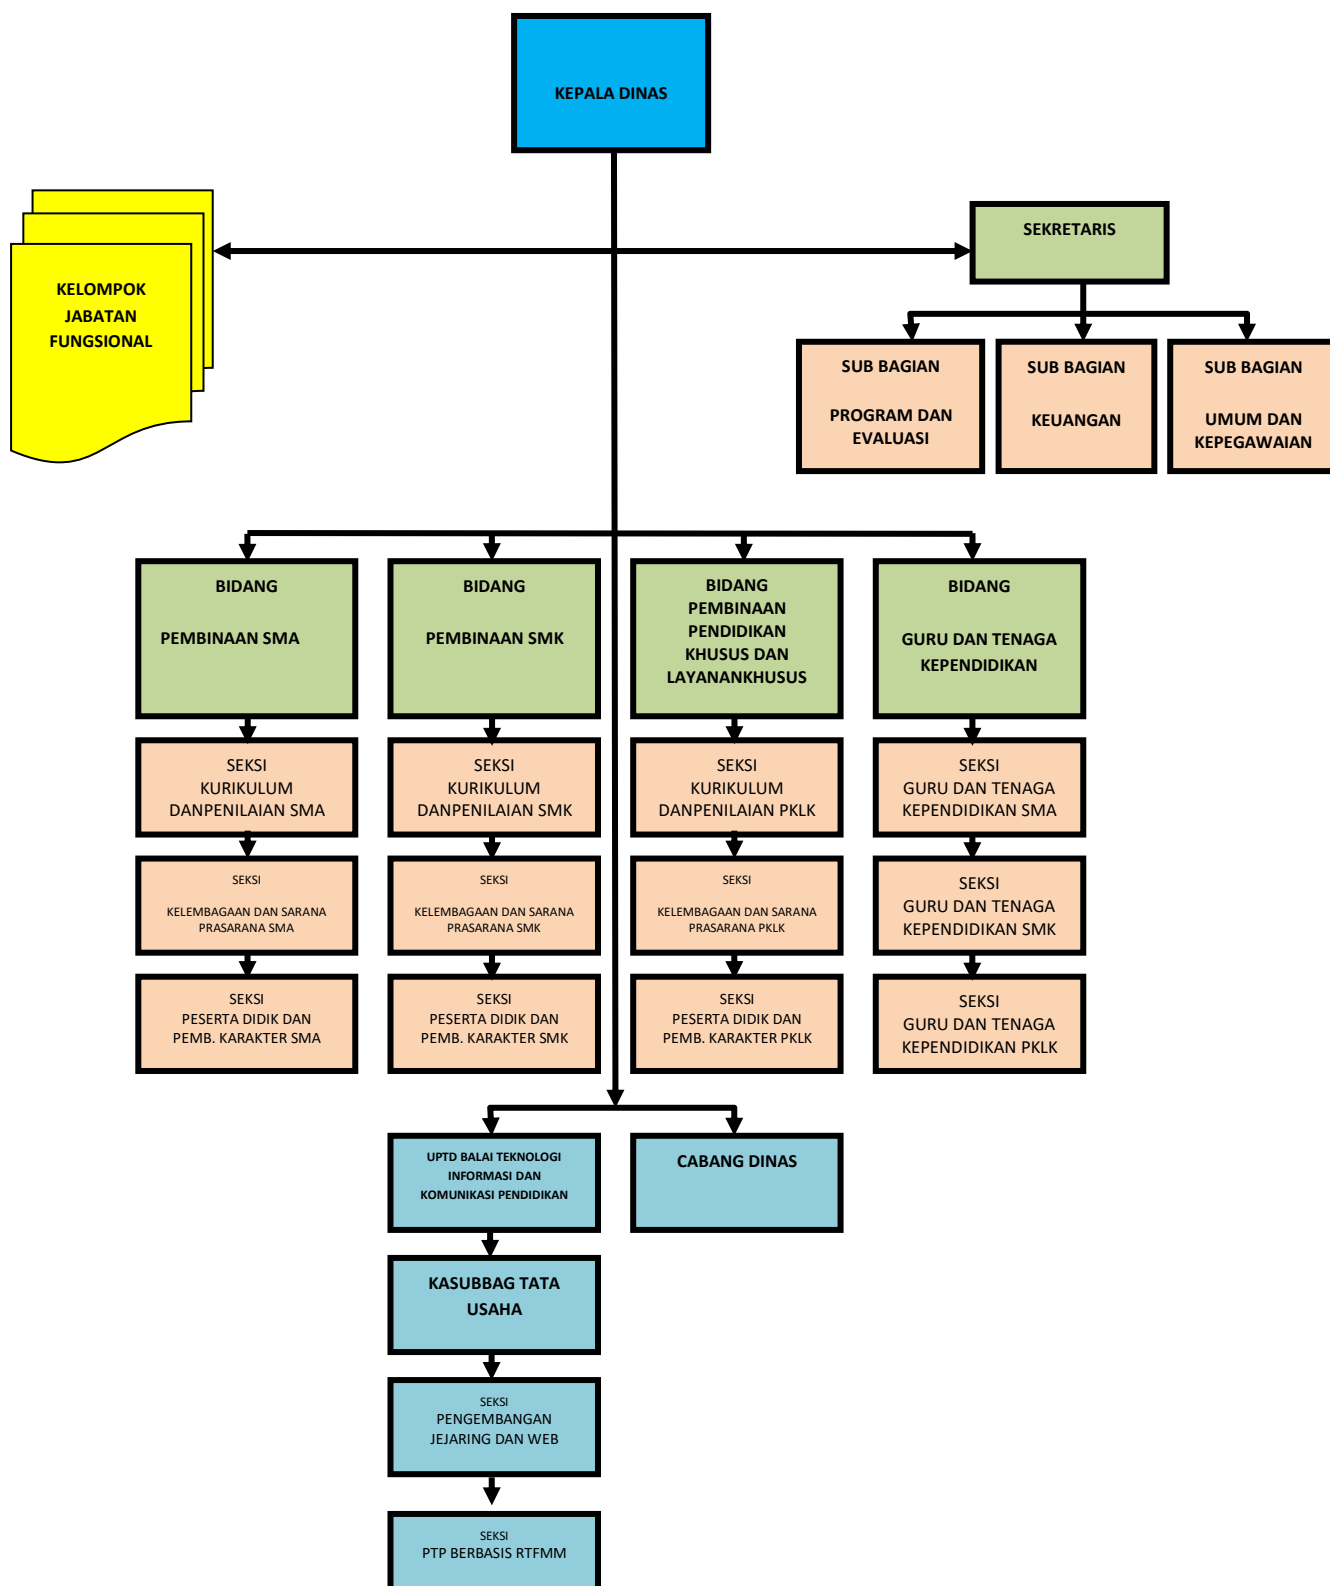 KEPALA DINAS
KELOMPOK
JABATAN
FUNGSIONAL
SEKRETARIS
SUB BAGIAN
PROGRAM DAN
EVALUASI
SUB BAGIAN
KEUANGAN
SUB BAGIAN
UMUM DAN
KEPEGAWAIAN
BIDANG
PEMBINAAN SMA
BIDANG
PEMBINAAN SMK
BIDANG
PEMBINAAN
PENDIDIKAN
KHUSUS DAN
LAYANANKHUSUS
BIDANG
GURU DAN TENAGA
KEPENDIDIKAN
SEKSI
KURIKULUM
DANPENILAIAN SMA
SEKSI
KURIKULUM
DANPENILAIAN SMK
SEKSI
KURIKULUM
DANPENILAIAN PKLK
SEKSI
GURU DAN TENAGA
KEPENDIDIKAN SMA
SEKSI
KELEMBAGAAN DAN SARANA
PRASARANA SMA
SEKSI
KELEMBAGAAN DAN SARANA
PRASARANA SMK
SEKSI
KELEMBAGAAN DAN SARANA
PRASARANA PKLK
SEKSI
GURU DAN TENAGA
KEPENDIDIKAN SMK
SEKSI
PESERTA DIDIK DAN
PEMB. KARAKTER SMA
SEKSI
PESERTA DIDIK DAN
PEMB. KARAKTER SMK
SEKSI
PESERTA DIDIK DAN
PEMB. KARAKTER PKLK
SEKSI
GURU DAN TENAGA
KEPENDIDIKAN PKLK
UPTD BALAI TEKNOLOGI
INFORMASI DAN
KOMUNIKASI PENDIDIKAN
CABANG DINAS
KASUBBAG TATA
USAHA
SEKSI
PENGEMBANGAN
JEJARING DAN WEB
SEKSI
PTP BERBASIS RTFMM